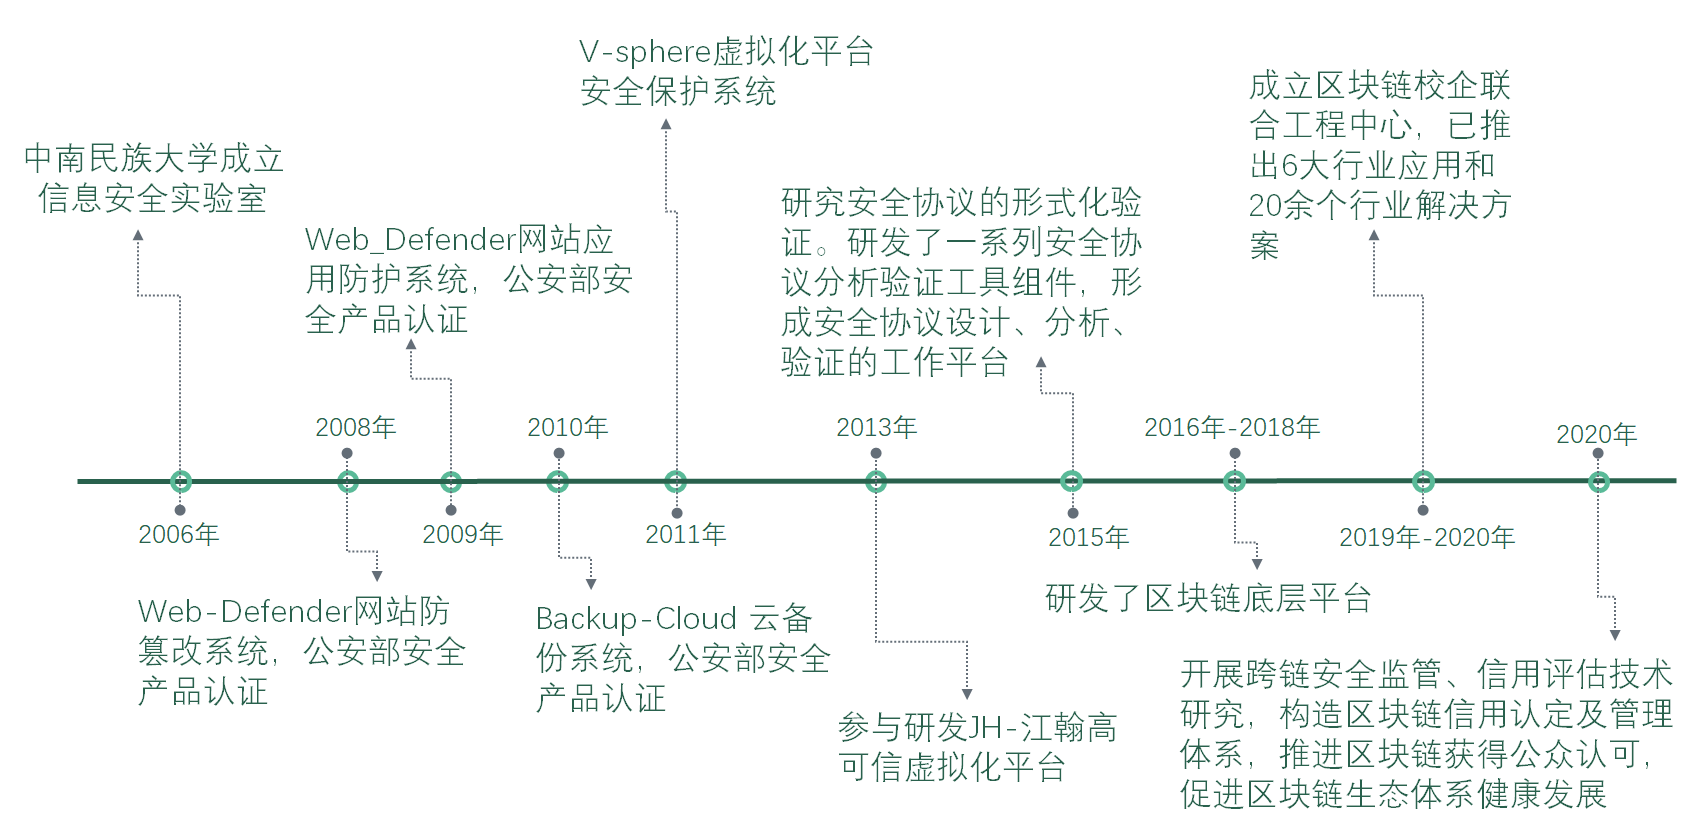 中南民族大学成立
信息安全实验室
2006年
2008年
Web-Defender网站防
篡改系统，公安部安全
产品认证
Web_Defender网站应
用防护系统，公安部安
全产品认证
2009年
2010年
Backup-Cloud 云备
份系统，公安部安全
产品认证
V-sphere虚拟化平台
安全保护系统
2011年
2013年
参与研发JH-江翰高
可信虚拟化平台
研究安全协议的形式化验
证。研发了一系列安全协
议分析验证工具组件，形
成安全协议设计、分析、
验证的工作平台
2015年
2016年-2018年
研发了区块链底层平台
成立区块链校企联
合工程中心，已推
出6大行业应用和
20余个行业解决方
案
2019年-2020年
2020年
开展跨链安全监管、信用评估技术
研究，构造区块链信用认定及管理
体系，推进区块链获得公众认可，
促进区块链生态体系健康发展